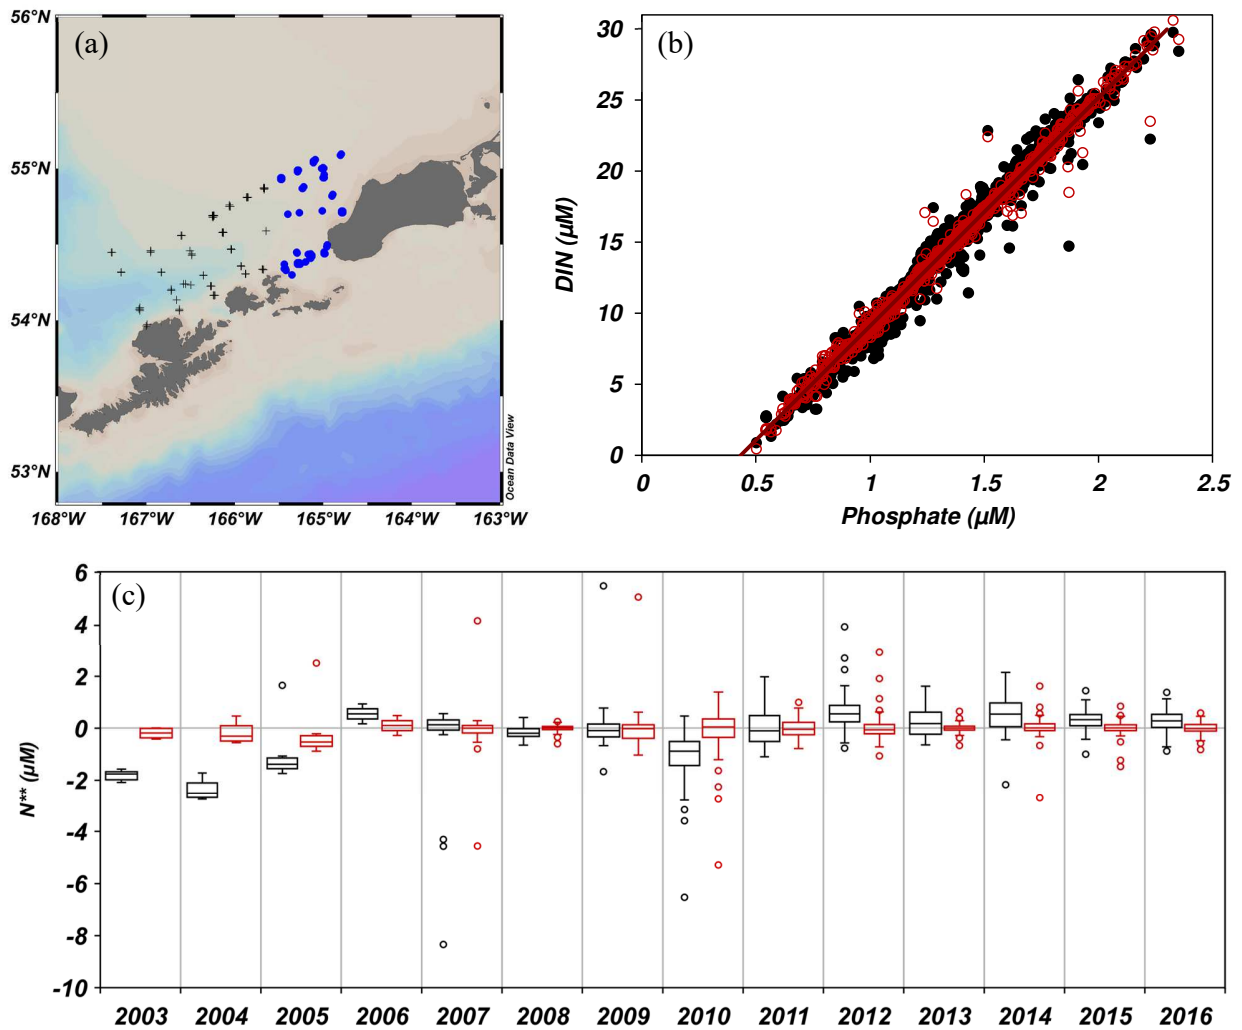 (a)
56°N
55°N
54°N
53°N
168°W 167°W 166°W 165°W 164°W 163°W
Ocean Data View
(b)
DIN (μM)
30
25
20
15
10
5
0
0 0.5 1 1.5 2 2.5
Phosphate (μM)
(c)
N** (μM)
6
4
2
0
-2
-4
-6
-8
-10
2003 2004 2005 2006 2007 2008 2009 2010 2011 2012 2013 2014 2015 2016